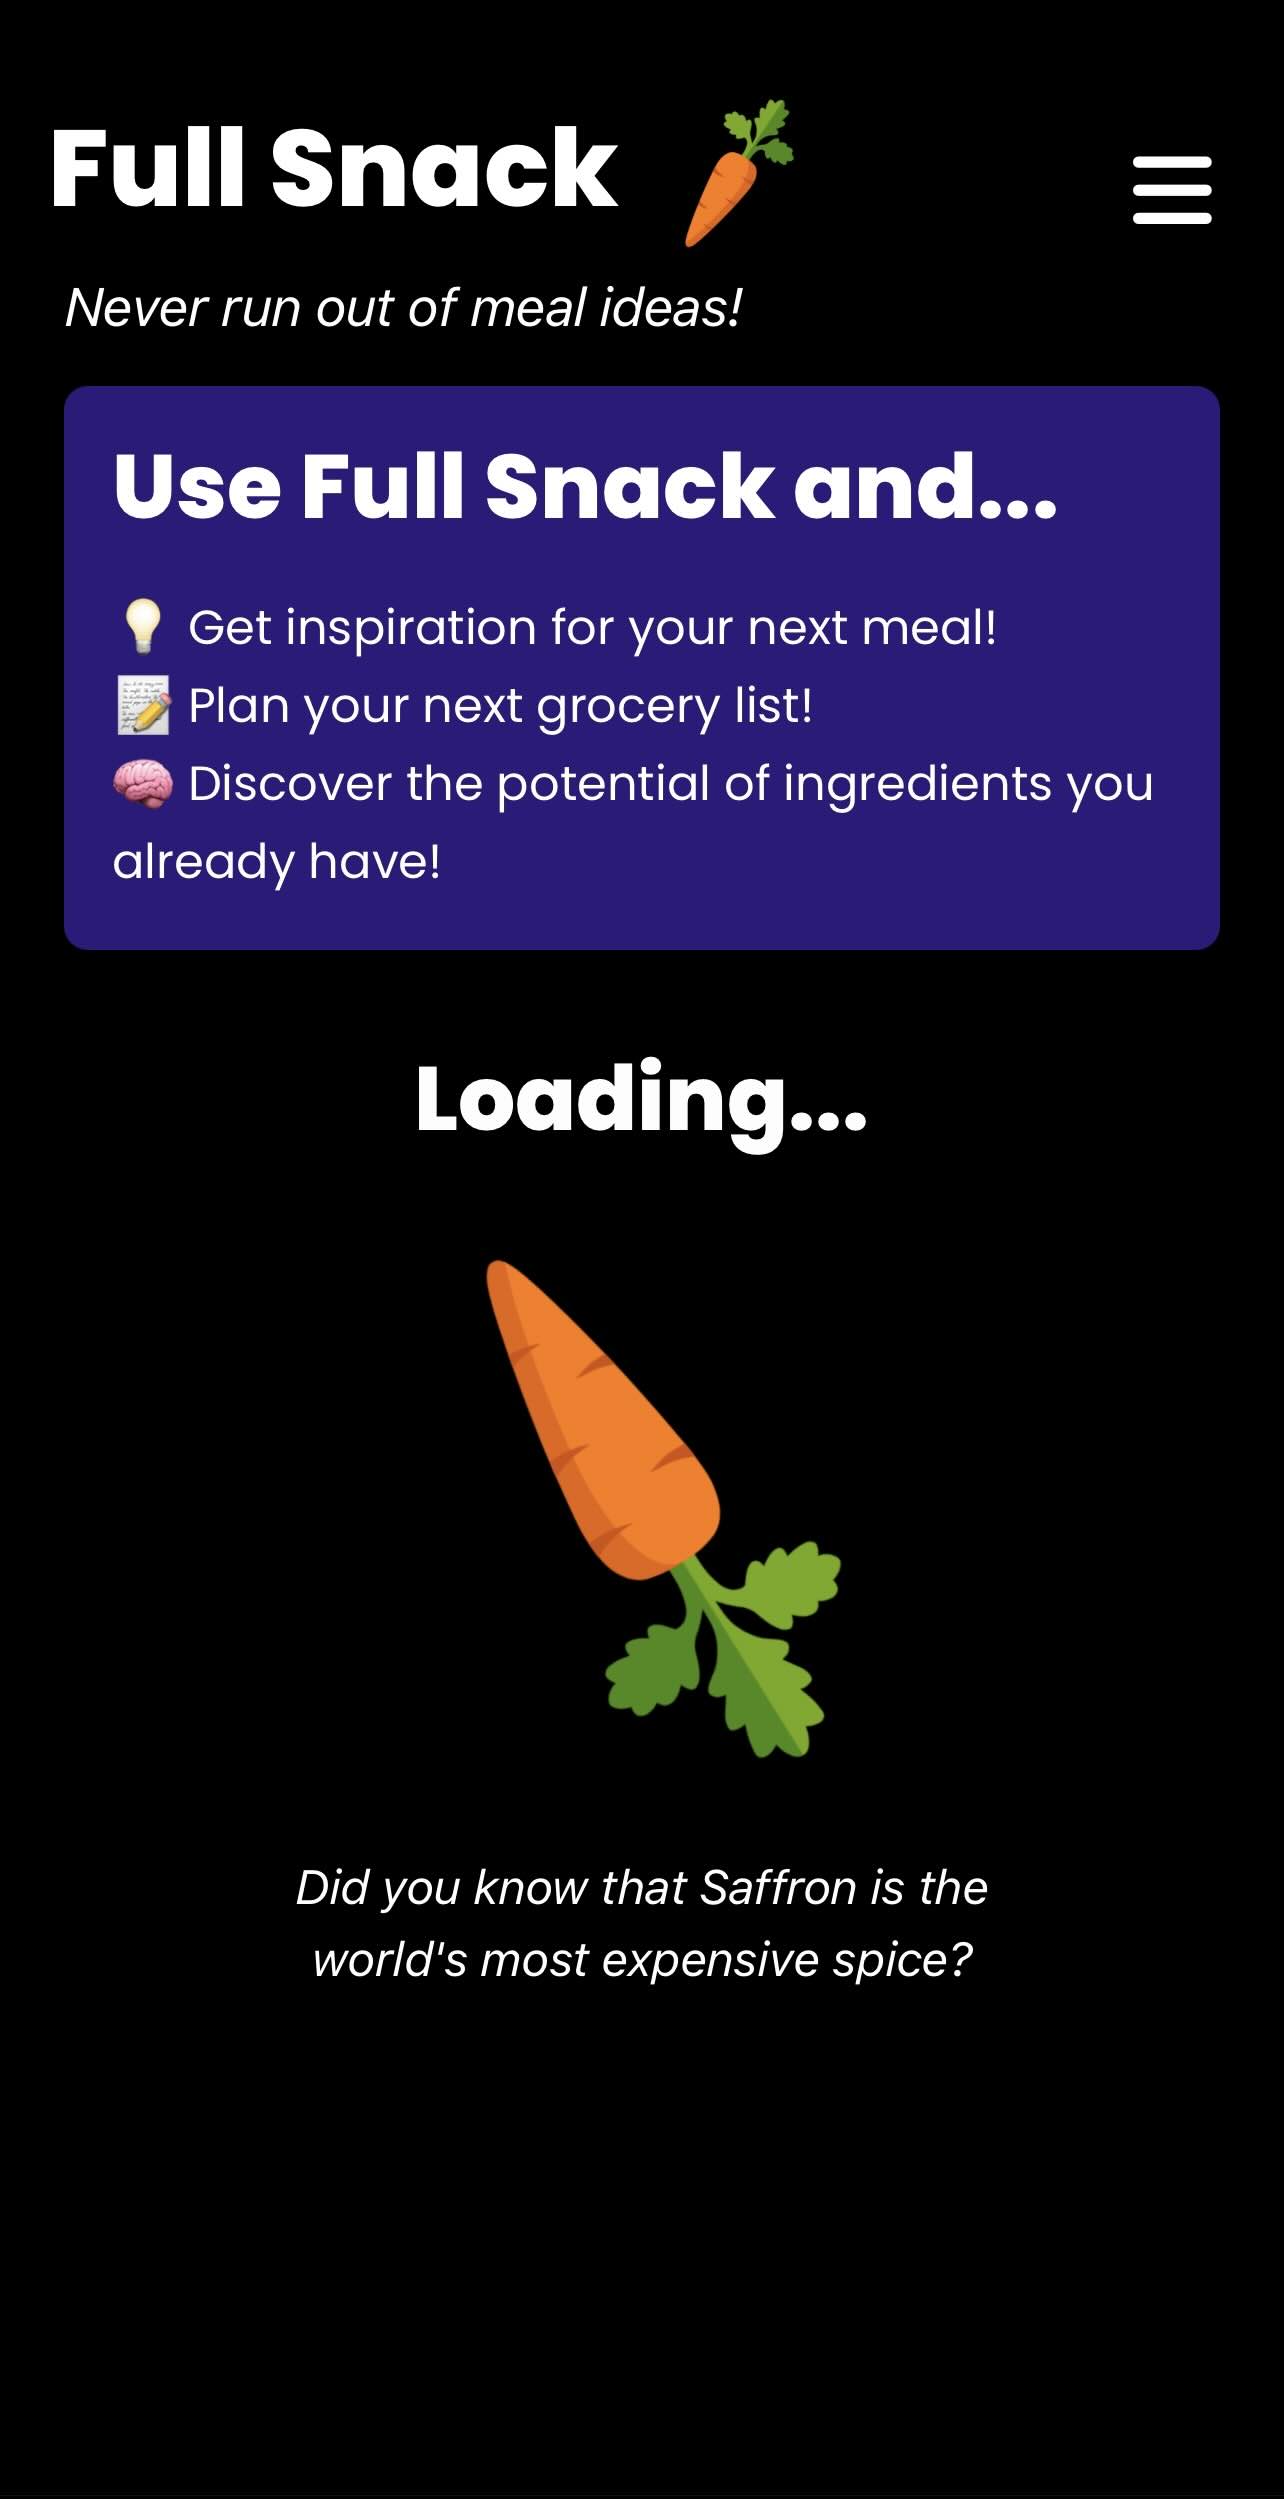 Full Snack
Never run out of meal ideas!
Use Full Snack and...
Get inspiration for your next meal!
Plan your next grocery list!
Discover the potential of ingredients you
already have!
Loading...
Did you know that Saffron is the
world's most expensive spice?